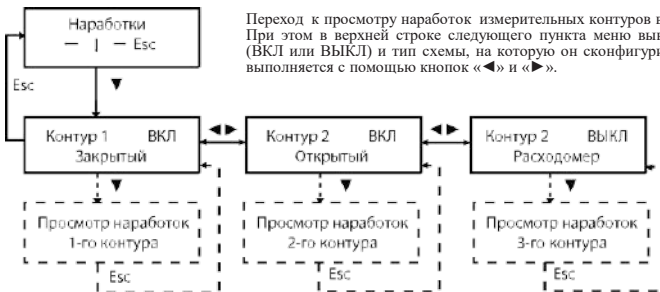 Наработки
— | — Esc
Переход к просмотру наработок измерительных контуров
При этом в верхней строке следующего пункта меню
(ВКЛ или ВЫКЛ) и тип схемы, на которую он
выполняется с помощью кнопок «◄» и «►».
Esc
▼
Контур 1 ВКЛ
Закрытый
◄►
Контур 2 ВКЛ
Открытый
◄►
Контур 2 ВЫКЛ
Расходомер
▼
▼
▼
Просмотр наработок
1-го контура
Просмотр наработок
2-го контура
Просмотр наработок
3-го контура
Esc
Esc
Esc